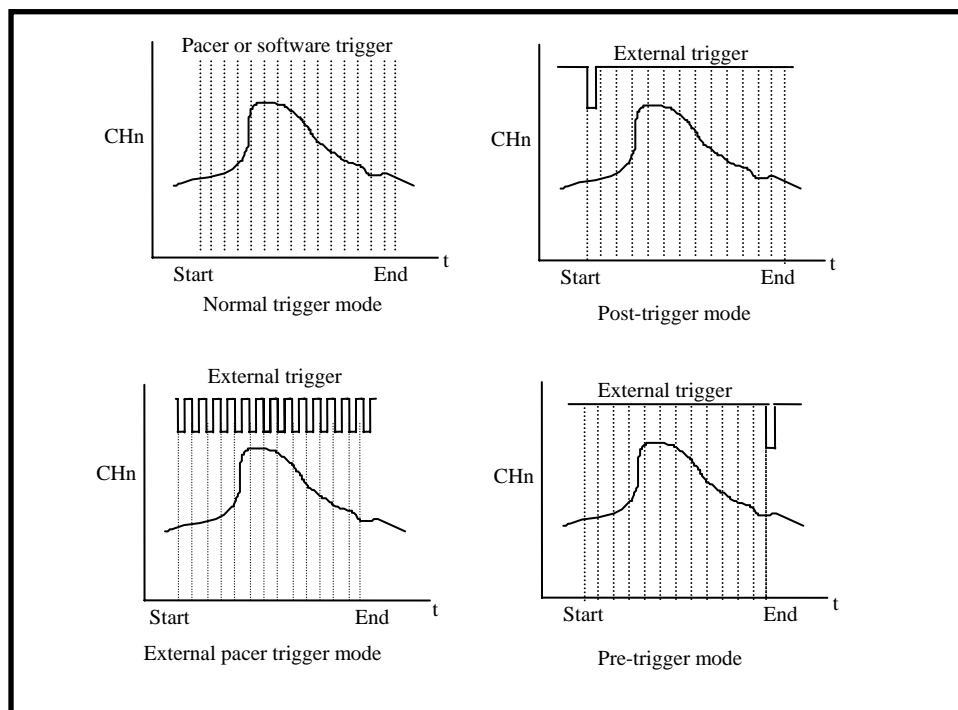 Pacer or software trigger
CHn
t
Start End
Normal trigger mode
External trigger
CHn
t
Start End
Post-trigger mode
External trigger
CHn
t
Start End
External pacer trigger mode
External trigger
CHn
t
Start End
Pre-trigger mode